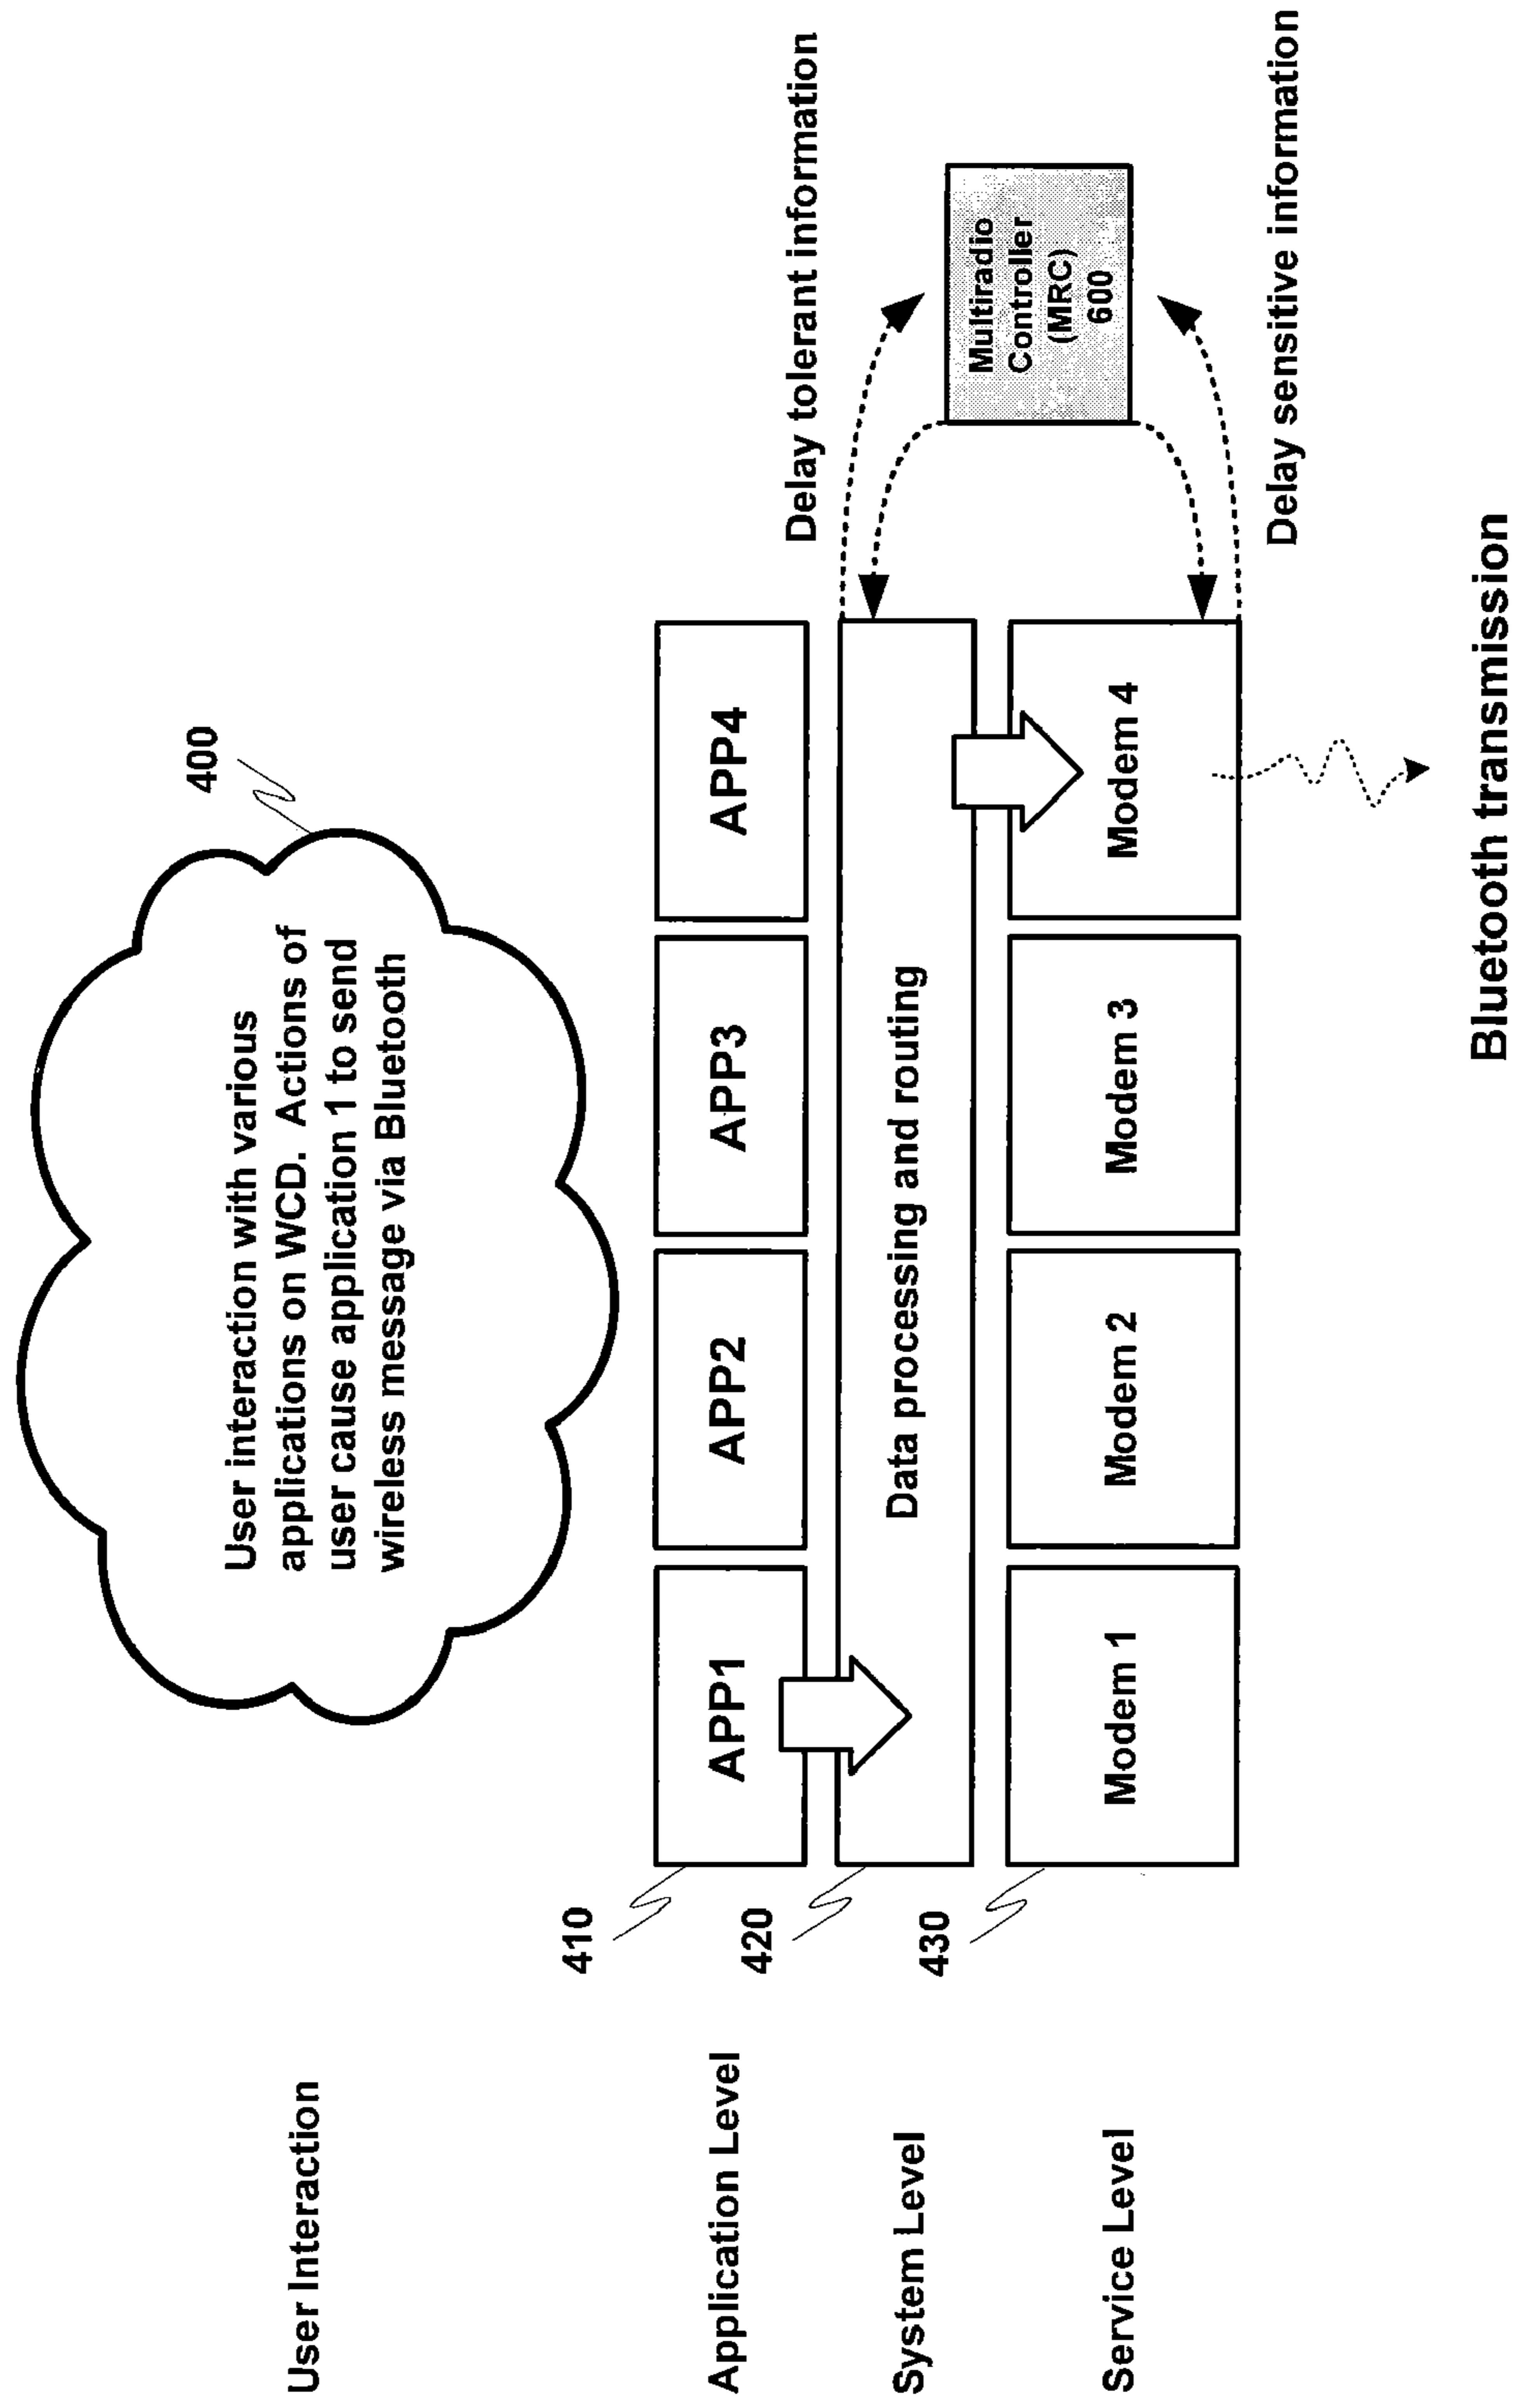 400
User interaction with various
applications on WCD.  Actions of
user cause application 1 to send
wireless message via Bluetooth
User Interaction
410
Application Level
APP1
APP2
APP3
APP4
Delay tolerant information
420
System Level
Data processing and routing
Multiradio
Controller
(MRC)
600
430
Service Level
Modem 1
Modem 2
Modem 3
Modem 4
Delay sensitive information
Bluetooth transmission